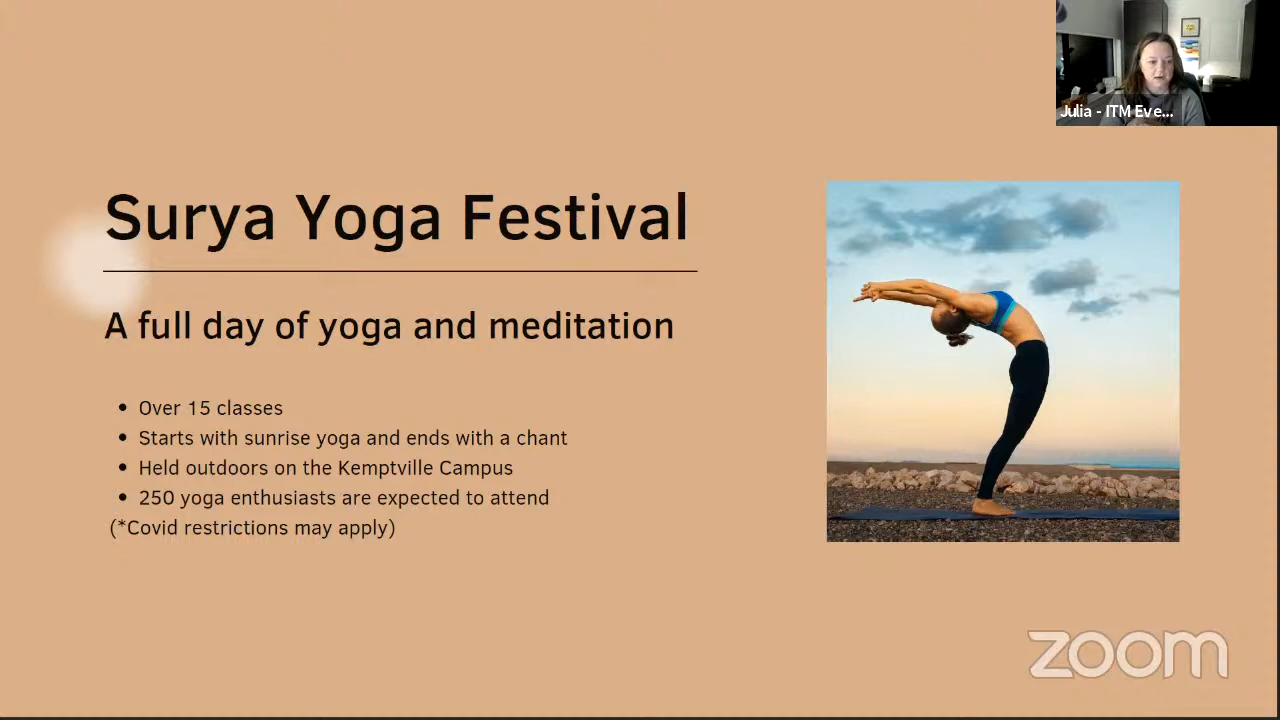 Julia - ITM Eve...
Surya Yoga Festival
A full day of yoga and meditation
• Over 15 classes
• Starts with sunrise yoga and ends with a chant
• Held outdoors on the Kemptville Campus
• 250 yoga enthusiasts are expected to attend
(*Covid restrictions may apply)
zoom